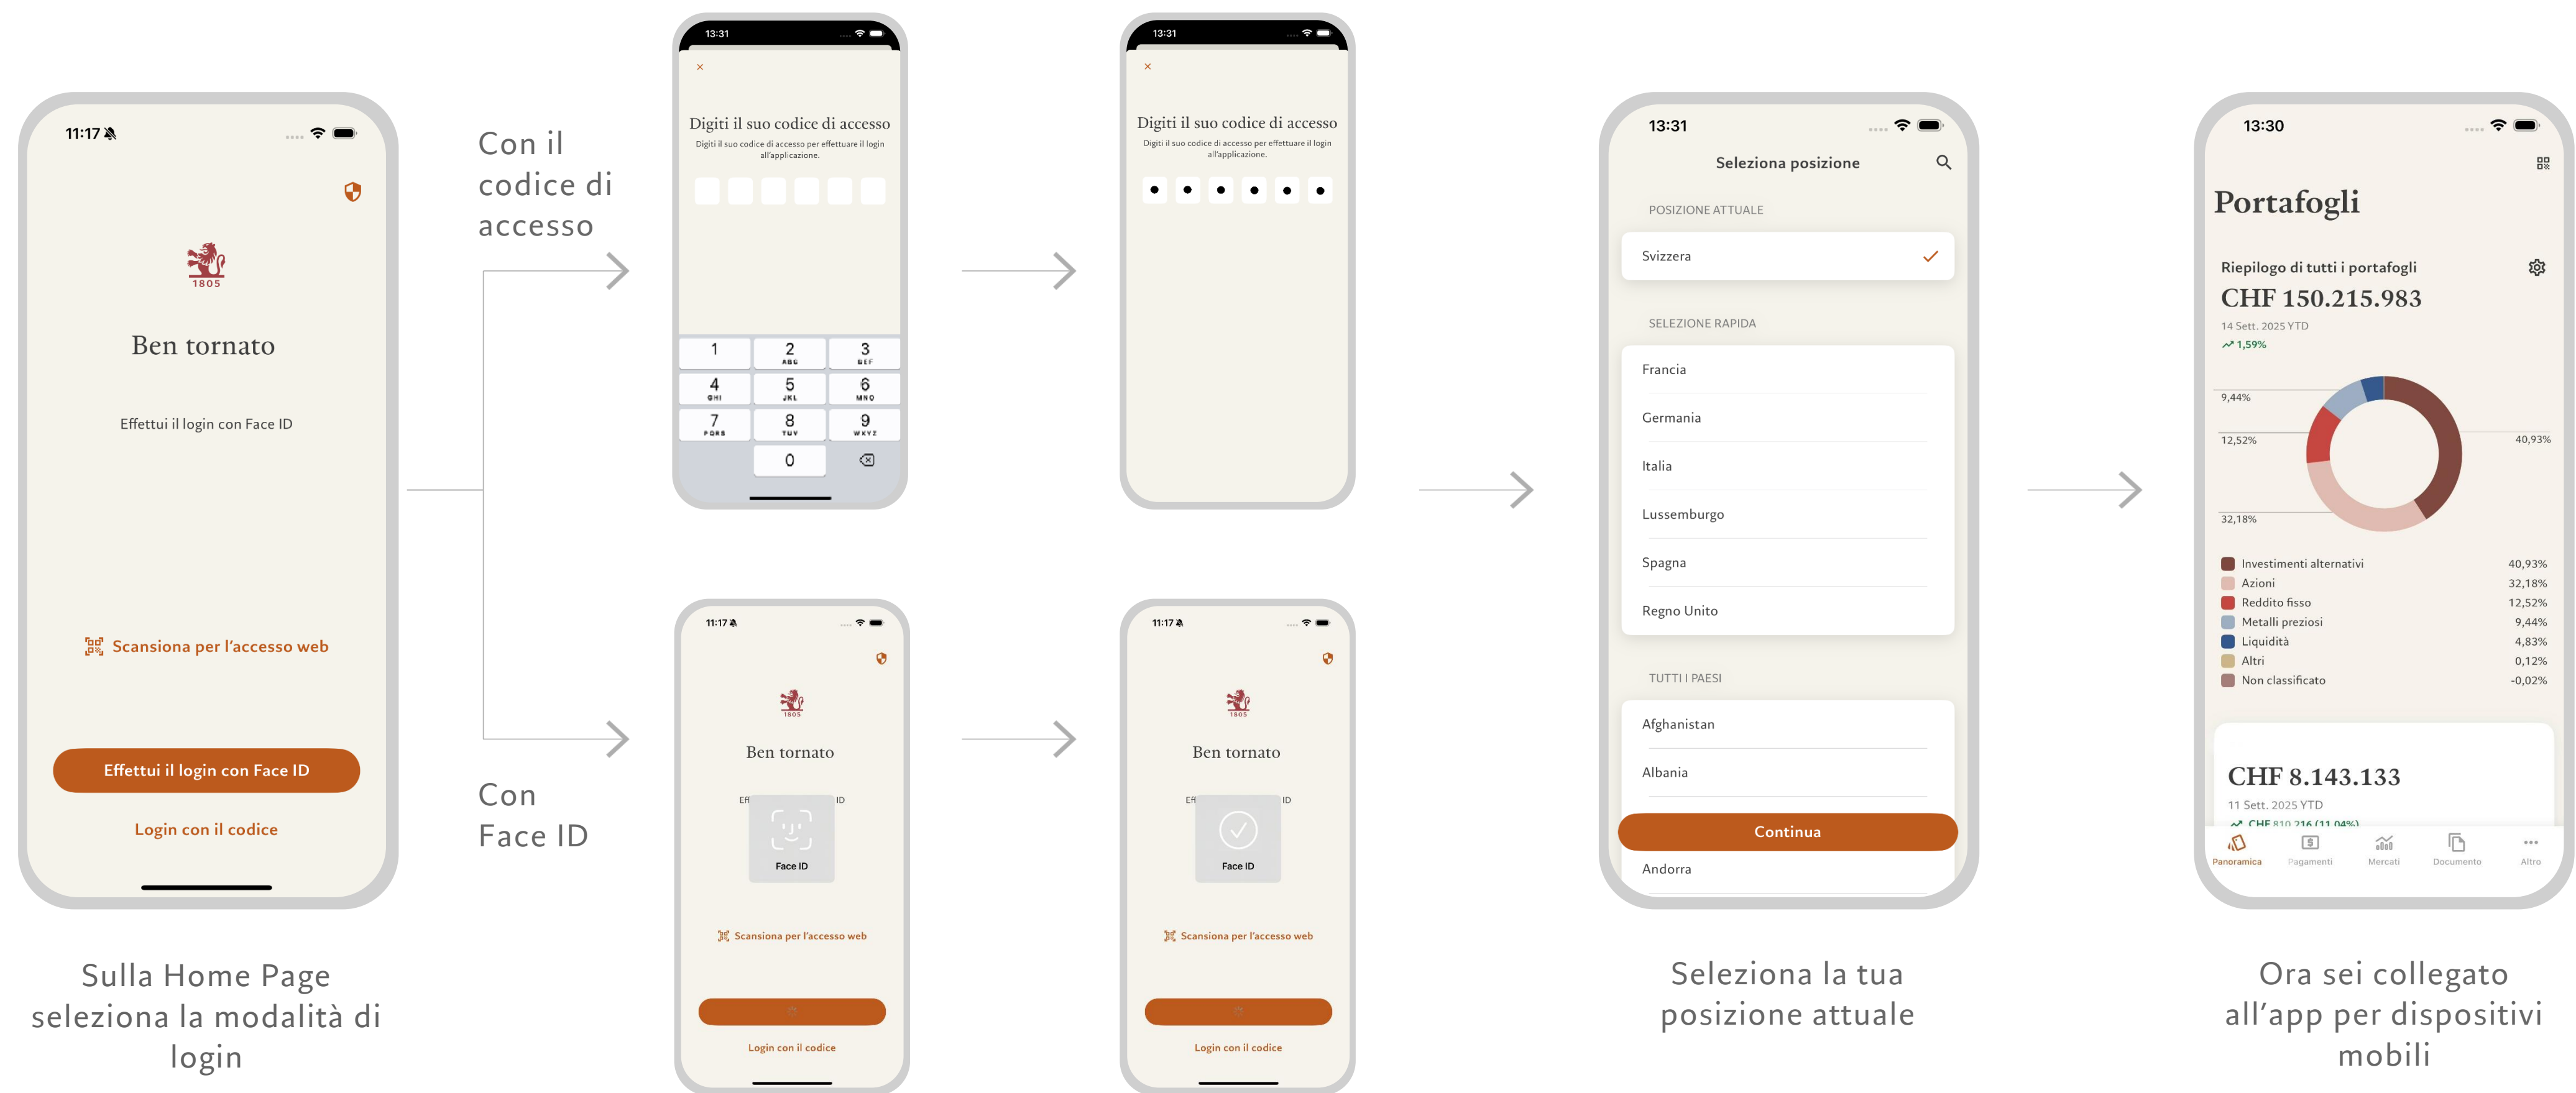 11:17
1805
Ben tornato
Effettui il login con Face ID
Scansiona per l'accesso web
Effettui il login con Face ID
Login con il codice
Sulla Home Page
seleziona la modalità di
login
Con il
codice di
accesso
Con
Face ID
13:31
×
Digiti il suo codice di accesso
Digiti il suo codice di accesso per effettuare il login
all'applicazione.
1 2 3
ABC DEF
4 5 6
GHI JKL MNO
7 8 9
PQRS TUV WXYZ
0
13:31
×
Digiti il suo codice di accesso
Digiti il suo codice di accesso per effettuare il login
all'applicazione.
11:17
1805
Ben tornato
Eff ID
Face ID
Scansiona per l'accesso web
Login con il codice
11:17
1805
Ben tornato
Eff ID
Face ID
Scansiona per l'accesso web
Login con il codice
13:31
Seleziona posizione
POSIZIONE ATTUALE
Svizzera
SELEZIONE RAPIDA
Francia
Germania
Italia
Lussemburgo
Spagna
Regno Unito
TUTTI I PAESI
Afghanistan
Albania
Continua
Andorra
Seleziona la tua
posizione attuale
13:30
Portafogli
Riepilogo di tutti i portafogli
CHF 150.215.983
14 Sett. 2025 YTD
1,59%
9,44%
12,52%
40,93%
32,18%
Investimenti alternativi 40,93%
Azioni 32,18%
Reddito fisso 12,52%
Metalli preziosi 9,44%
Liquidità 4,83%
Altri 0,12%
Non classificato -0,02%
CHF 8.143.133
11 Sett. 2025 YTD
CHF 810.216 (11,04%)
Panoramica Pagamenti Mercati Documento Altro
Ora sei collegato
all'app per dispositivi
mobili